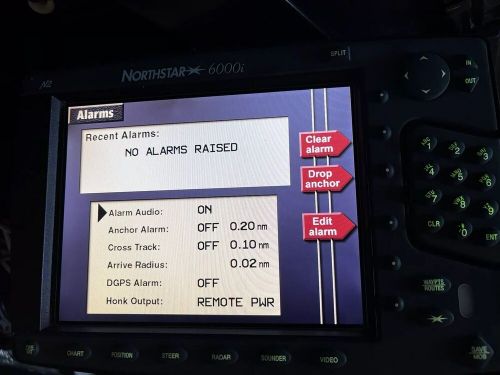 SPLIT
NORTHSTAR 6000i
IN
OUT
Alarms
Recent Alarms:
NO ALARMS RAISED
Clear alarm
Drop anchor
Edit alarm
Alarm Audio: ON
Anchor Alarm: OFF 0.20 nm
Cross Track: OFF 0.10 nm
Arrive Radius: 0.02 nm
DGPS Alarm: OFF
Honk Output: REMOTE PWR
1 2 3
4 5 6
7 8 9
CLR 0 ENT
WAYPTS
ROUTES
SAVE
MOB
CHART POSITION STEER RADAR SOUNDER VIDEO